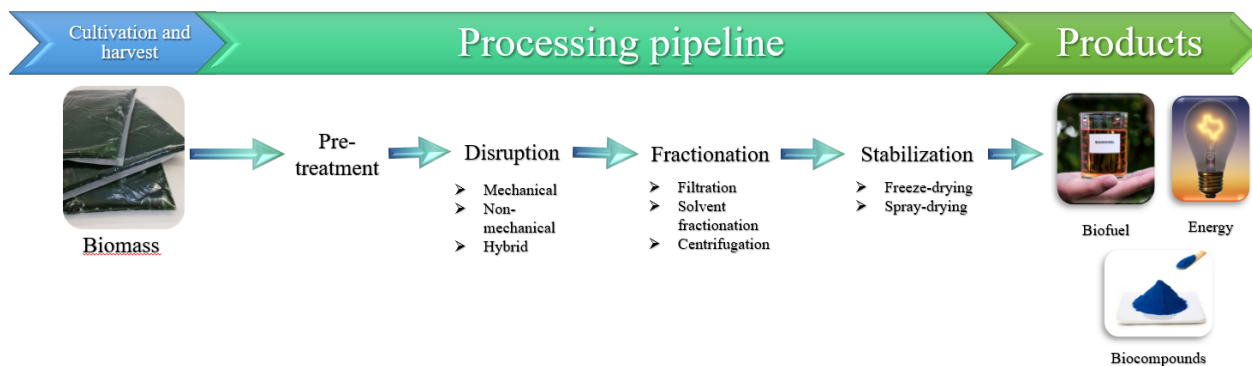 Cultivation and
harvest
Processing pipeline
Products
Biomass
Pre-
treatment
Disruption
Mechanical
Non-
mechanical
Hybrid
Fractionation
Filtration
Solvent
fractionation
Centrifugation
Stabilization
Freeze-drying
Spray-drying
Biofuel
Energy
Biocompounds